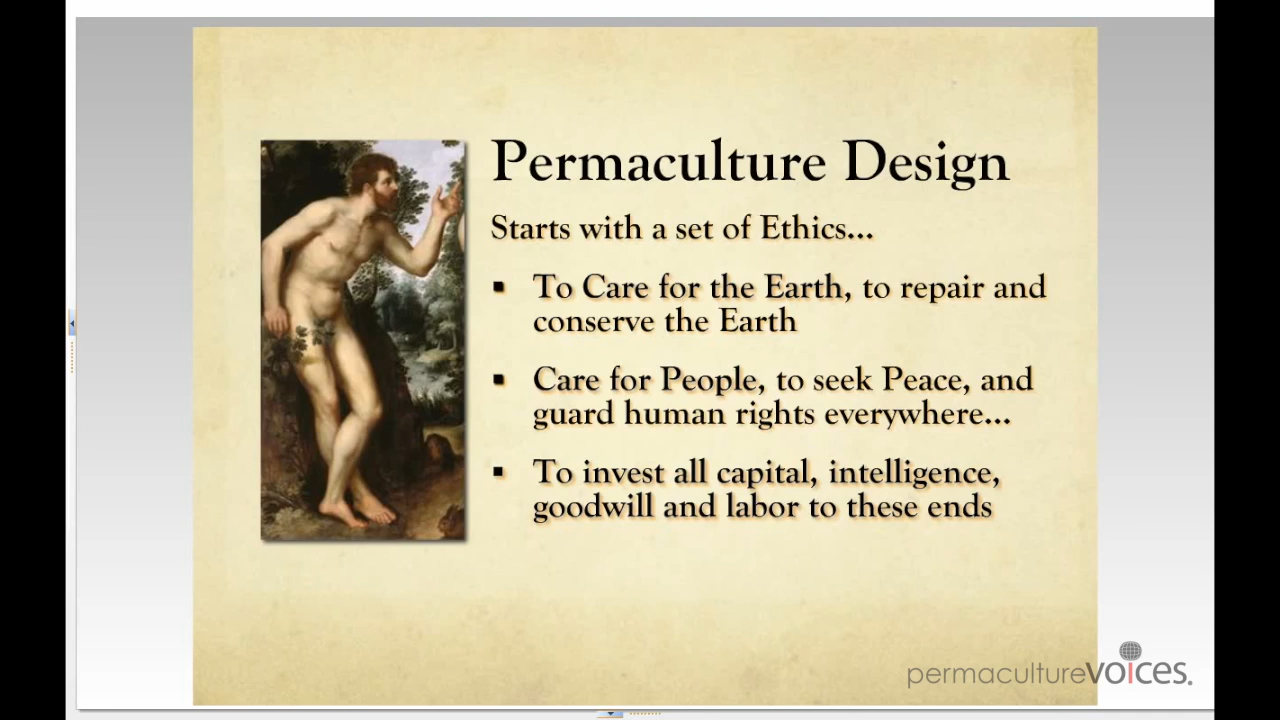 Permaculture Design
Starts with a set of Ethics...
▪ To Care for the Earth, to repair and
conserve the Earth
▪ Care for People, to seek Peace, and
guard human rights everywhere...
▪ To invest all capital, intelligence,
goodwill and labor to these ends
permacultureVOICES.